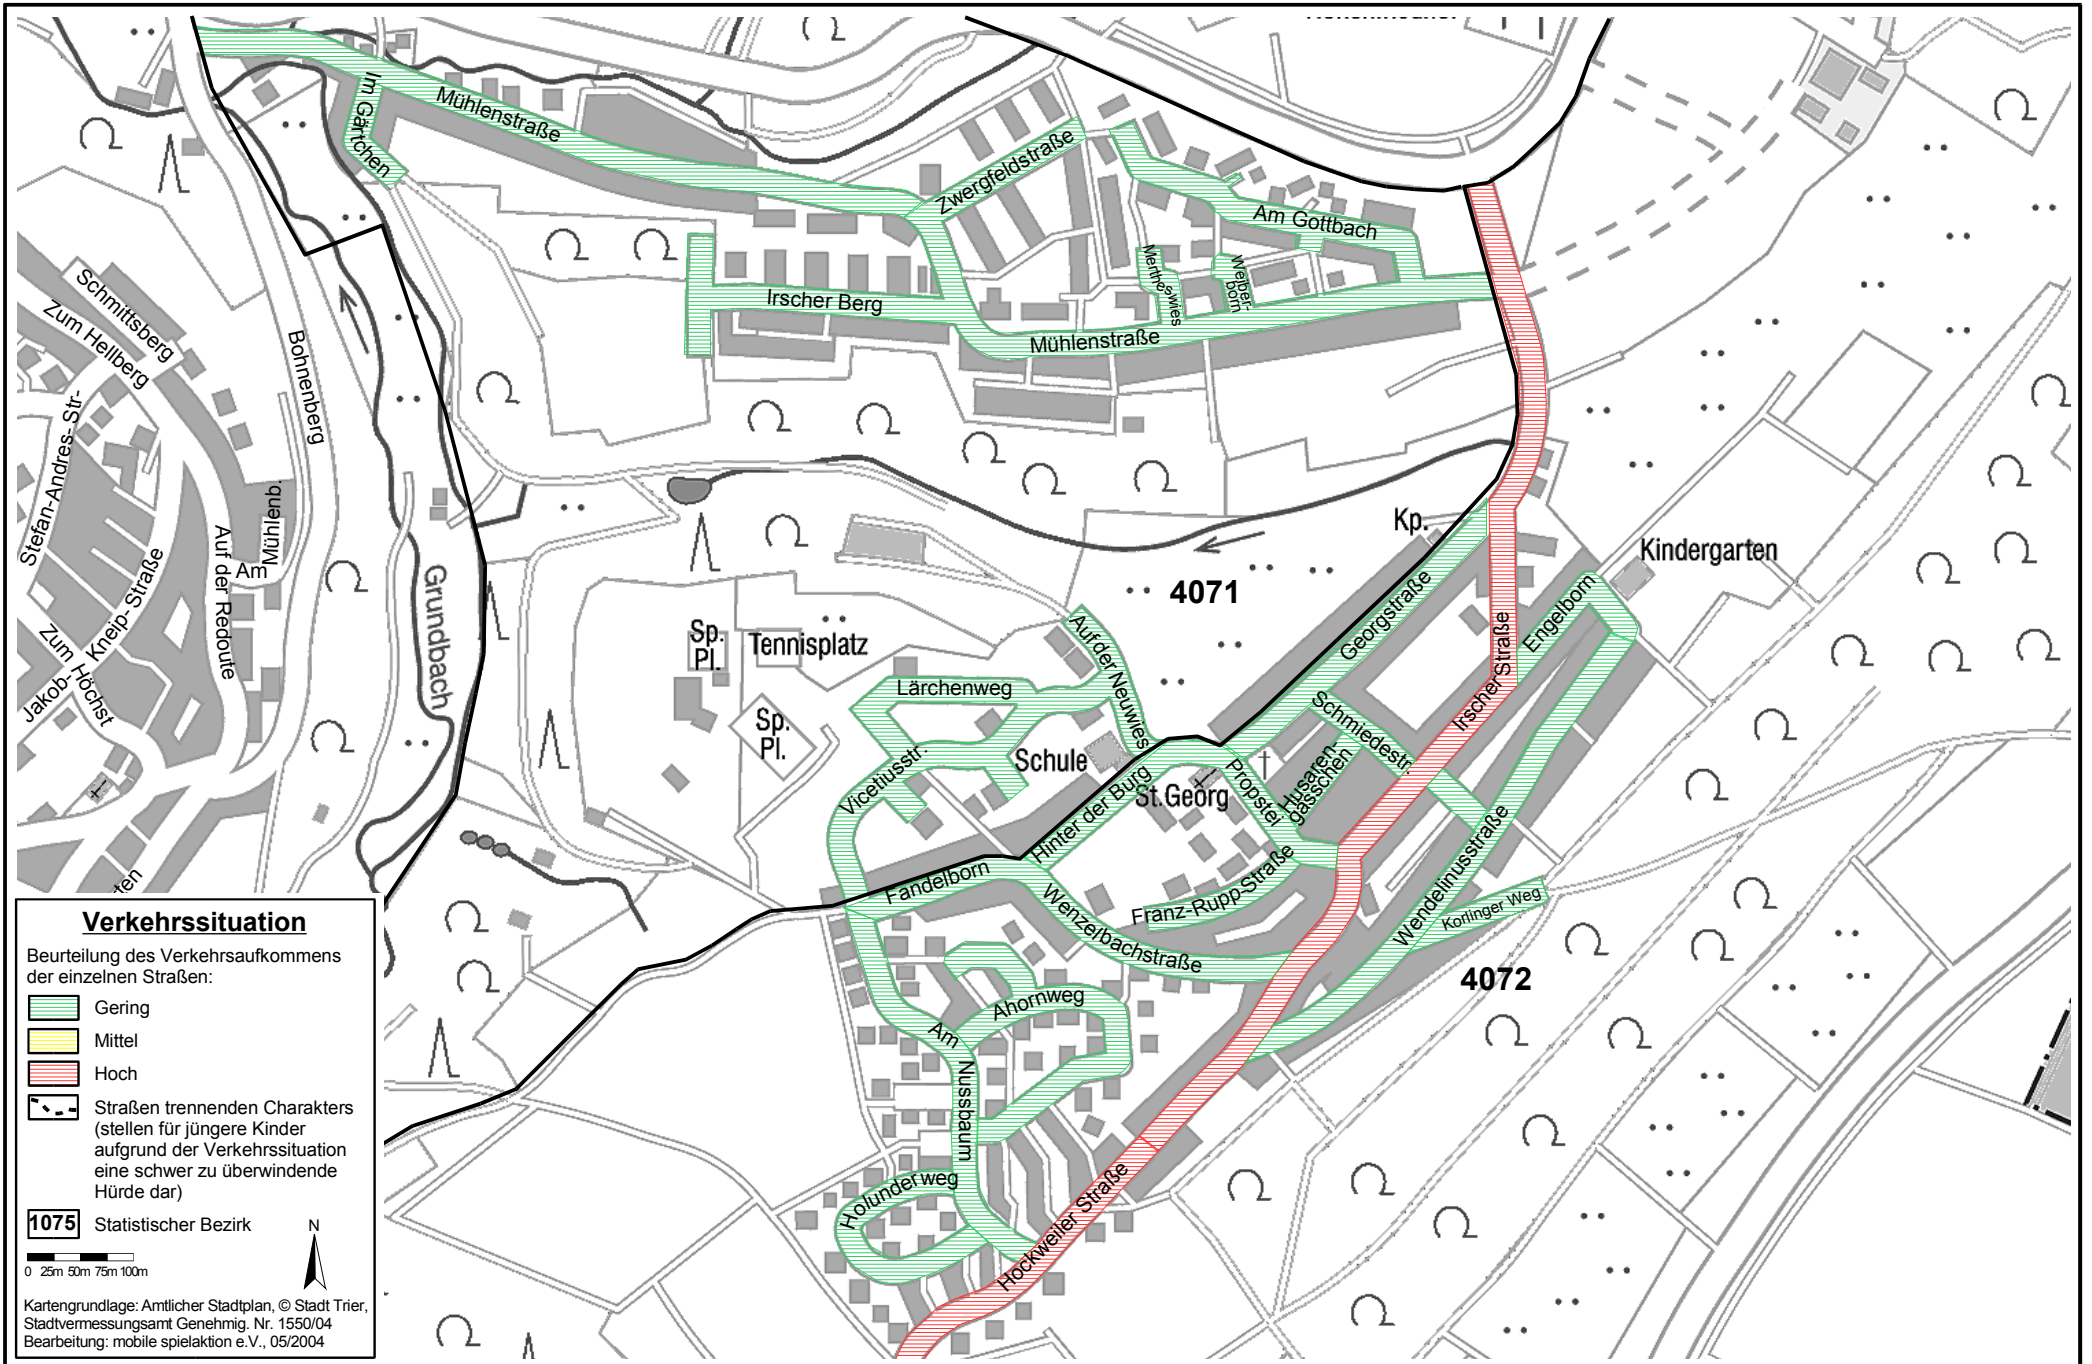 Im Gärtchen
Mühlenstraße
Zwergfeldstraße
Am Gottbach
Merthes-
wies
Weiber-
born
Irscher Berg
Mühlenstraße
Schmittsberg
Zum Hellberg
Bohnenberg
Stefan-Andres-Str-
Am
Mühlenb.
Auf der Redoute
Jakob-Kneip-Straße
Zum Höchst
Grundbach
Kp.
Kindergarten
4071
Georgstraße
Engelborn
Irscher Straße
Sp.
Pl.
Tennisplatz
Auf der Neuwies
Lärchenweg
Sp.
Pl.
Schule
Schmiedestr.
Vicetiusstr.
Hinter der Burg
St.Georg
Propstei
Husaren-
gässchen
Fandelborn
Franz-Rupp-Straße
Wendelinusstraße
Korlinger Weg
Wenzelbachstraße
4072
Ahornweg
Am Nussbaum
Holunderweg
Hockweiler Straße
Verkehrssituation
Beurteilung des Verkehrsaufkommens
der einzelnen Straßen:
Gering
Mittel
Hoch
Straßen trennenden Charakters
(stellen für jüngere Kinder
aufgrund der Verkehrssituation
eine schwer zu überwindende
Hürde dar)
1075 Statistischer Bezirk
N
0 25m 50m 75m 100m
Kartengrundlage: Amtlicher Stadtplan, © Stadt Trier,
Stadtvermessungsamt Genehmig. Nr. 1550/04
Bearbeitung: mobile spielaktion e.V., 05/2004